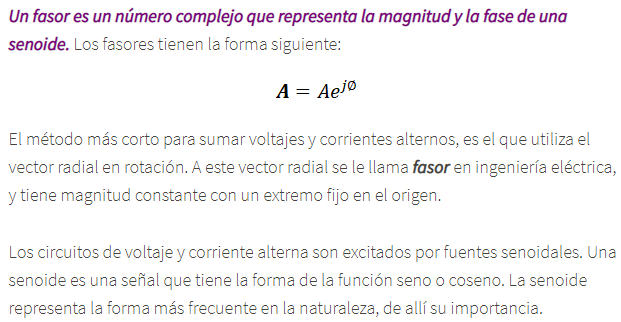 Un fasor es un número complejo que representa la magnitud y la fase de una
senoide. Los fasores tienen la forma siguiente:
A = Ae^{jØ}
El método más corto para sumar voltajes y corrientes alternos, es el que utiliza el
vector radial en rotación. A este vector radial se le llama fasor en ingeniería eléctrica,
y tiene magnitud constante con un extremo fijo en el origen.
Los circuitos de voltaje y corriente alterna son excitados por fuentes senoidales. Una
senoide es una señal que tiene la forma de la función seno o coseno. La senoide
representa la forma más frecuente en la naturaleza, de allí su importancia.